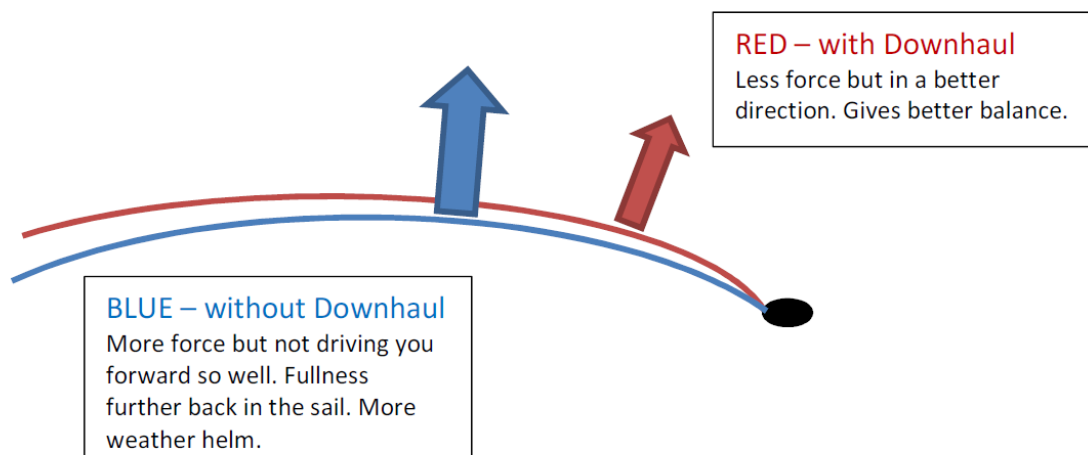 RED – with Downhaul
Less force but in a better
direction. Gives better balance.
BLUE – without Downhaul
More force but not driving you
forward so well. Fullness
further back in the sail. More
weather helm.